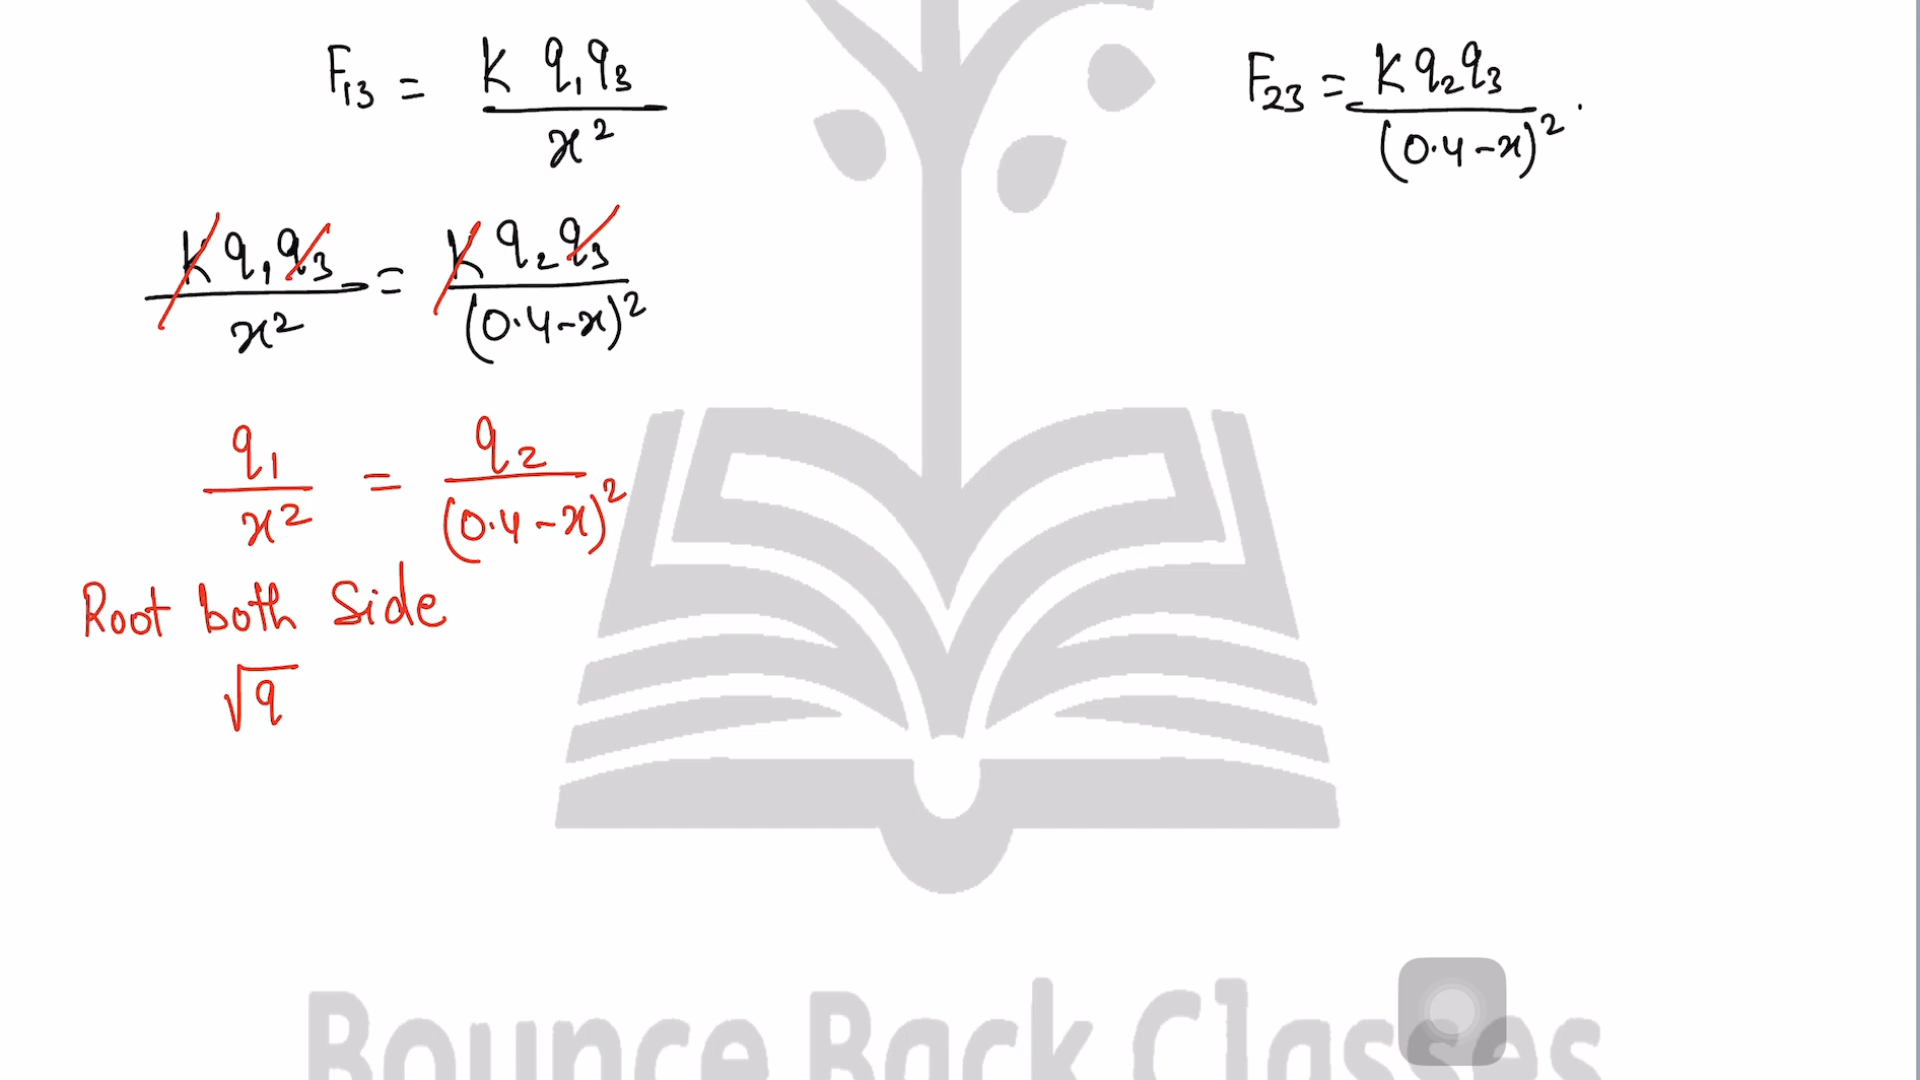 F₁₃ = K q₁q₃ / x²
F₂₃ = K q₂q₃ / (0.4-x)² .
K q₁q₃ / x² = K q₂q₃ / (0.4-x)²
q₁ / x² = q₂ / (0.4-x)²
Root both Side
√q
Bounce Back Classes